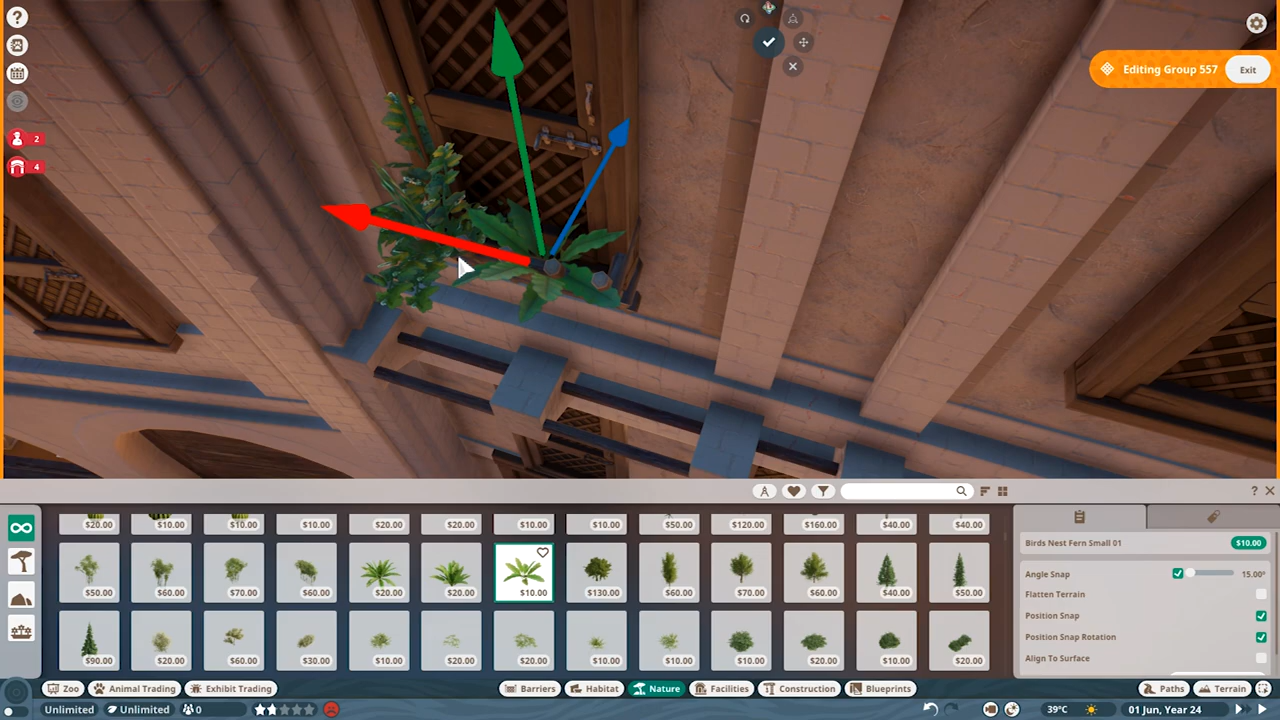 ?
Editing Group 557 Exit
2
4
? ×
$20.00 $20.00 $10.00 $10.00 $20.00 $20.00 $10.00 $10.00 $50.00 $120.00 $160.00 $40.00 $40.00
Birds Nest Fern Small 01 $10.00
Angle Snap 15.00°
$50.00 $60.00 $70.00 $60.00 $20.00 $20.00 $10.00 $130.00 $60.00 $70.00 $60.00 $40.00 $50.00
Flatten Terrain
Position Snap
Position Snap Rotation
Align To Surface
$90.00 $20.00 $60.00 $30.00 $10.00 $20.00 $20.00 $10.00 $10.00 $10.00 $20.00 $10.00 $20.00
Zoo Animal Trading Exhibit Trading Barriers Habitat Nature Facilities Construction Blueprints Paths Terrain
Unlimited Unlimited 0 39°C 01 Jun, Year 24